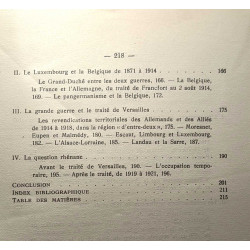 — 218 —
II. Le Luxembourg et la Belgique de 1871 à 1914 166
Le Grand-Duché entre les deux guerres, 166. — La Belgique,
la France et l'Allemagne, du traité de Francfort au 2 août 1914,
169. — Le pangermanisme et la Belgique, 172.
III. La grande guerre et le traité de Versailles 175
Les revendications territoriales des Allemands et des Alliés
de 1914 à 1918, dans la région « d'entre-deux », 175. — Moresnet,
Eupen et Malmédy, 180. — Escaut, Limbourg et Luxembourg,
182. — L'Alsace-Lorraine, 185. — Landau et la Sarre, 187.
IV. La question rhénane 190
Avant le traité de Versailles, 190. — L'occupation tempo-
raire, 195. — Après le traité, de 1919 à 1921, 196.
Conclusion 201
Index bibliographique 211
Table des matières 215